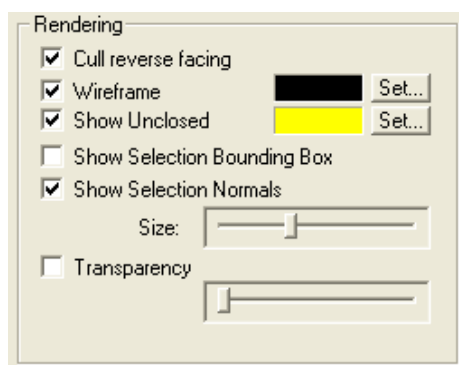 Rendering
Cull reverse facing
Wireframe Set...
Show Unclosed Set...
Show Selection Bounding Box
Show Selection Normals
Size:
Transparency